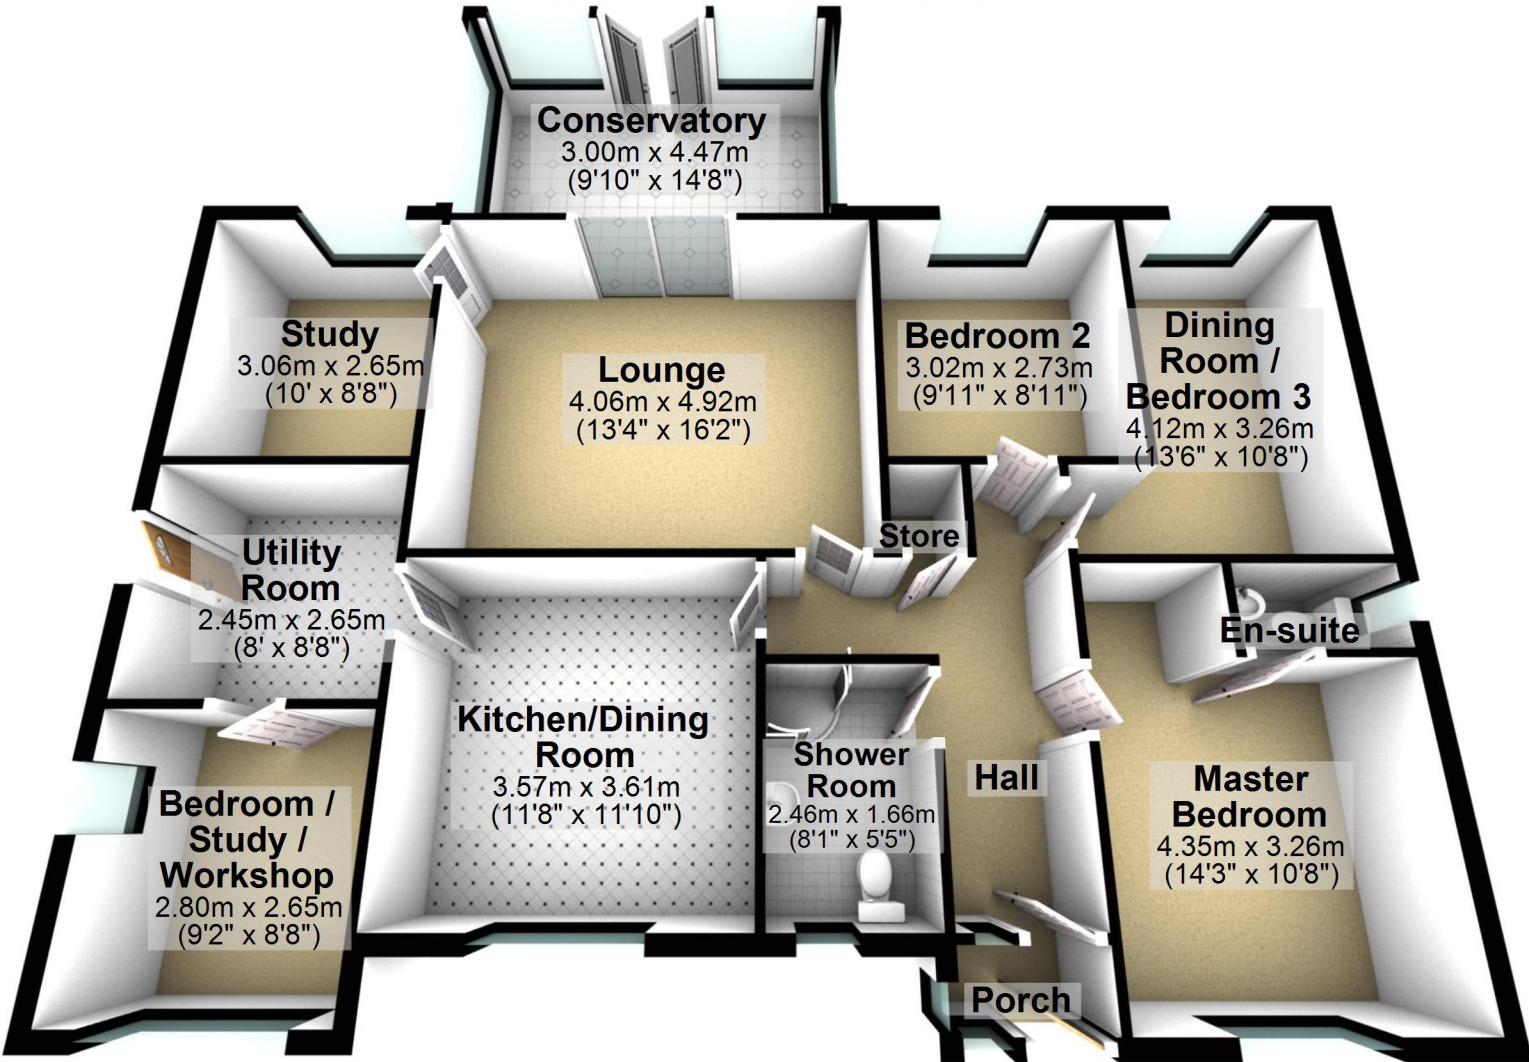 Conservatory
3.00m x 4.47m
(9'10" x 14'8")
Study
3.06m x 2.65m
(10' x 8'8")
Lounge
4.06m x 4.92m
(13'4" x 16'2")
Bedroom 2
3.02m x 2.73m
(9'11" x 8'11")
Dining
Room /
Bedroom 3
4.12m x 3.26m
(13'6" x 10'8")
Store
Utility
Room
2.45m x 2.65m
(8' x 8'8")
En-suite
Kitchen/Dining
Room
3.57m x 3.61m
(11'8" x 11'10")
Shower
Room
2.46m x 1.66m
(8'1" x 5'5")
Hall
Master
Bedroom
4.35m x 3.26m
(14'3" x 10'8")
Bedroom /
Study /
Workshop
2.80m x 2.65m
(9'2" x 8'8")
Porch